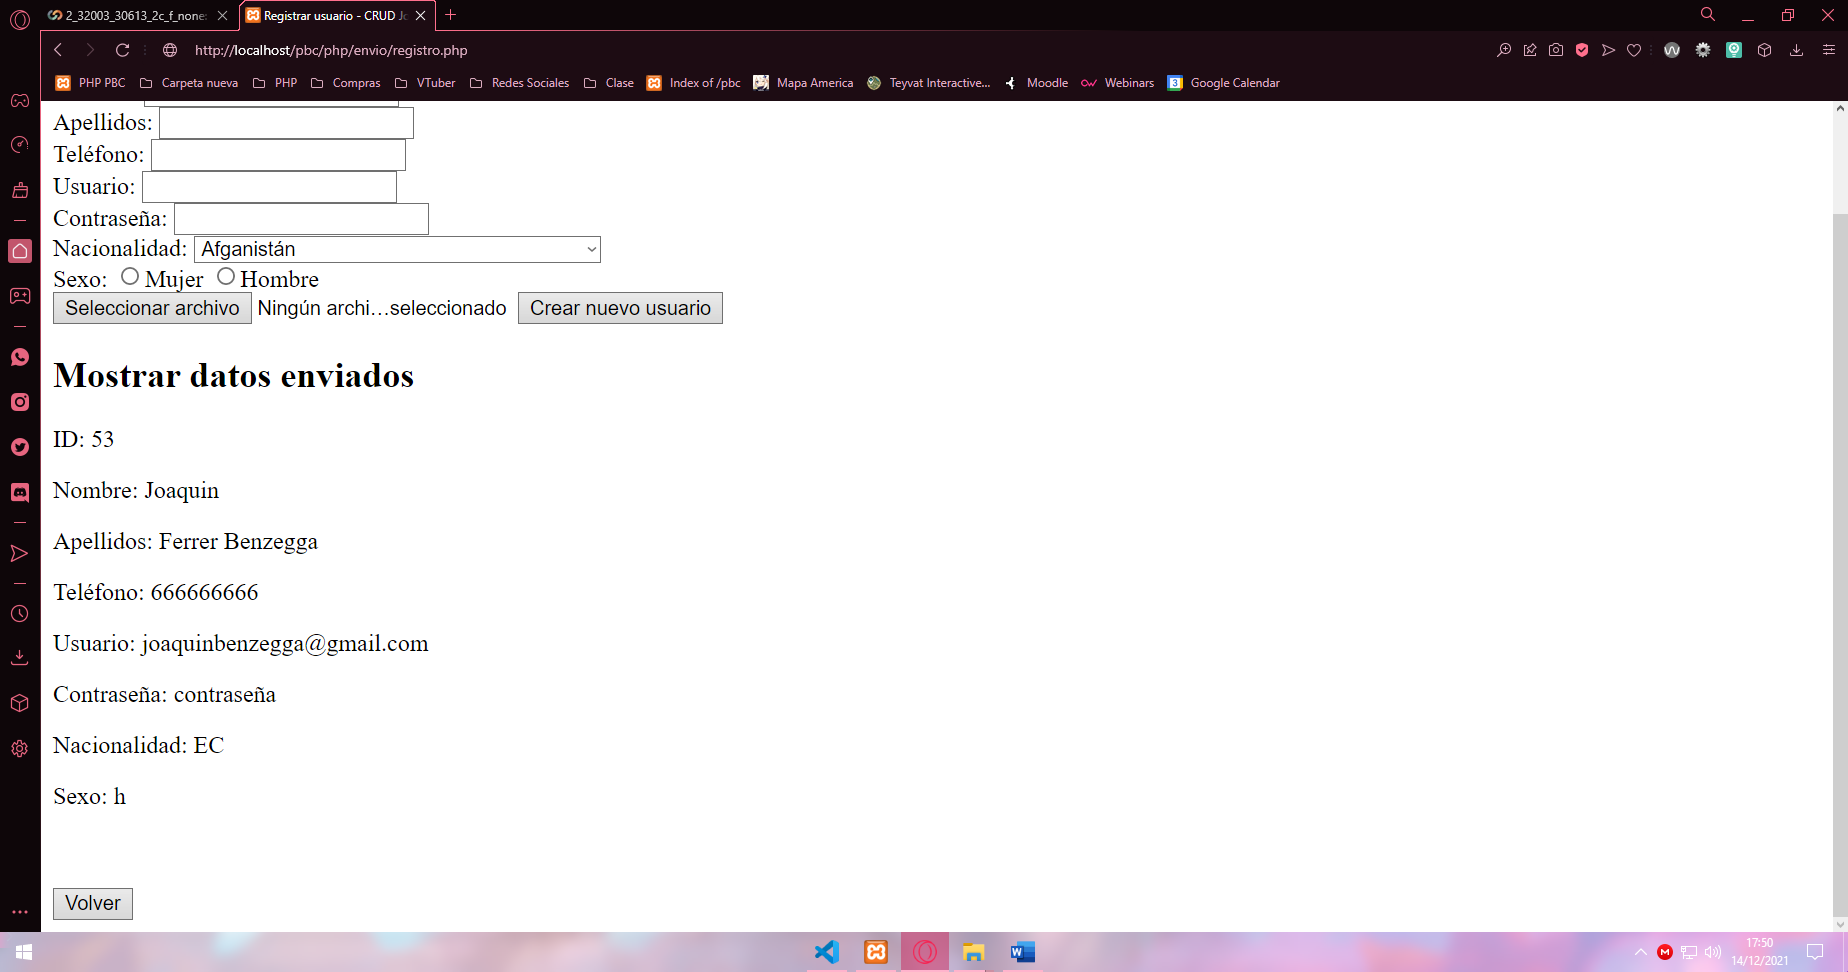 2_32003_30613_2c_f_none
Registrar usuario - CRUD
http://localhost/pbc/php/envio/registro.php
PHP PBC
Carpeta nueva
PHP
Compras
VTuber
Redes Sociales
Clase
Index of /pbc
Mapa America
Teyvat Interactive...
Moodle
Webinars
Google Calendar
Apellidos:
Teléfono:
Usuario:
Contraseña:
Nacionalidad: Afganistán
Sexo: Mujer Hombre
Seleccionar archivo Ningún archi...seleccionado Crear nuevo usuario
Mostrar datos enviados
ID: 53
Nombre: Joaquin
Apellidos: Ferrer Benzegga
Teléfono: 666666666
Usuario: joaquinbenzegga@gmail.com
Contraseña: contraseña
Nacionalidad: EC
Sexo: h
Volver
17:50
14/12/2021